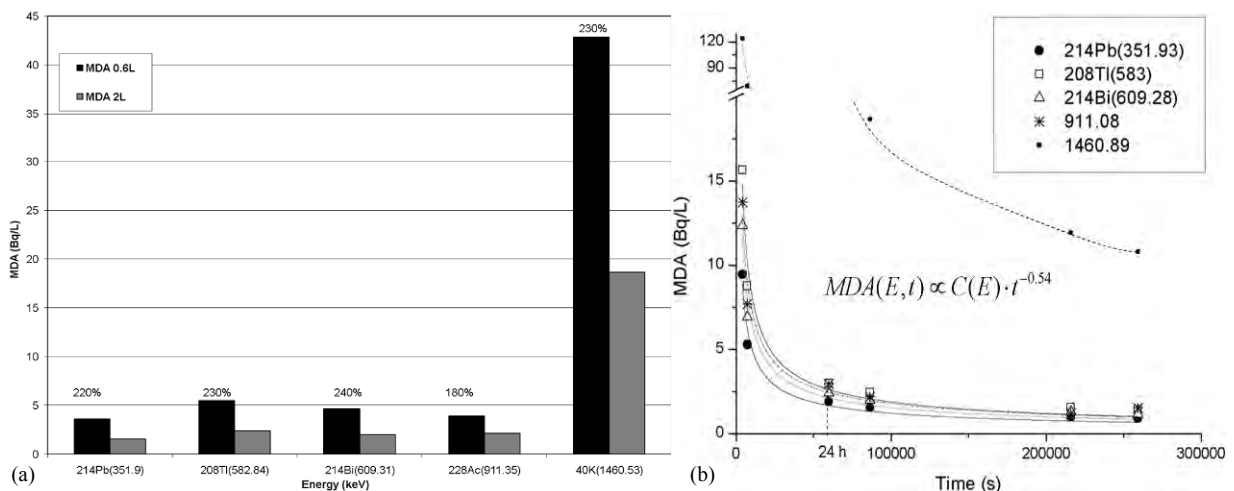 45
40
35
30
25
20
15
10
5
0
MDA (Bq/L)
MDA 0.6L
MDA 2L
220%
230%
240%
180%
230%
214Pb(351.9)
208Tl(582.84)
214Bi(609.31)
228Ac(911.35)
40K(1460.53)
Energy (keV)
(a)
120
90
15
10
5
0
MDA (Bq/L)
214Pb(351.93)
208Tl(583)
214Bi(609.28)
911.08
1460.89
MDA(E,t) ∝ C(E)·t^-0.54
0
24 h
100000
200000
300000
Time (s)
(b)